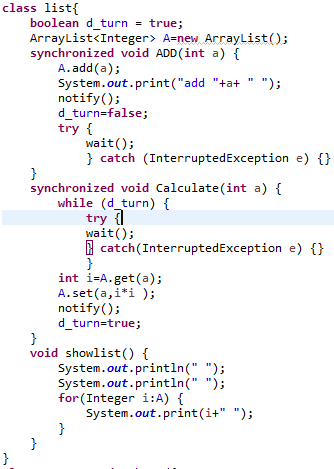 class list{
boolean d_turn = true;
ArrayList<Integer> A=new ArrayList();
synchronized void ADD(int a) {
A.add(a);
System.out.print("add "+a+ " ");
notify();
d_turn=false;
try {
wait();
} catch (InterruptedException e) {}
}
synchronized void Calculate(int a) {
while (d_turn) {
try {
wait();
} catch(InterruptedException e) {}
}
int i=A.get(a);
A.set(a,i*i );
notify();
d_turn=true;
}
void showlist() {
System.out.println(" ");
System.out.println(" ");
for(Integer i:A) {
System.out.print(i+" ");
}
}
}